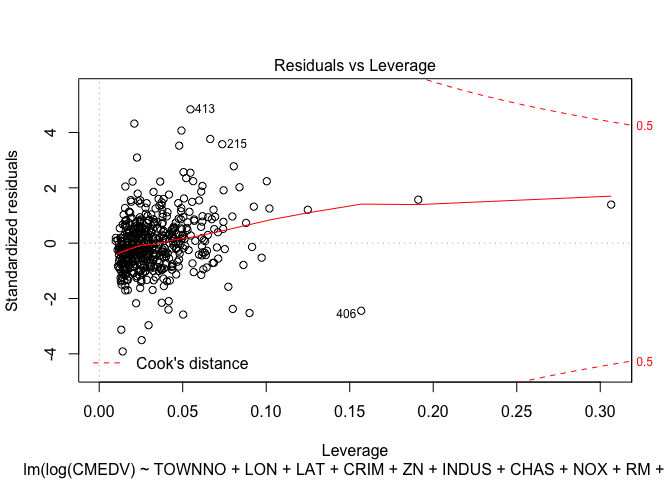 Residuals vs Leverage
Standardized residuals
4
2
0
-2
-4
413
215
406
0.5
0.5
Cook's distance
0.00 0.05 0.10 0.15 0.20 0.25 0.30
Leverage
lm(log(CMEDV) ~ TOWNNO + LON + LAT + CRIM + ZN + INDUS + CHAS + NOX + RM +